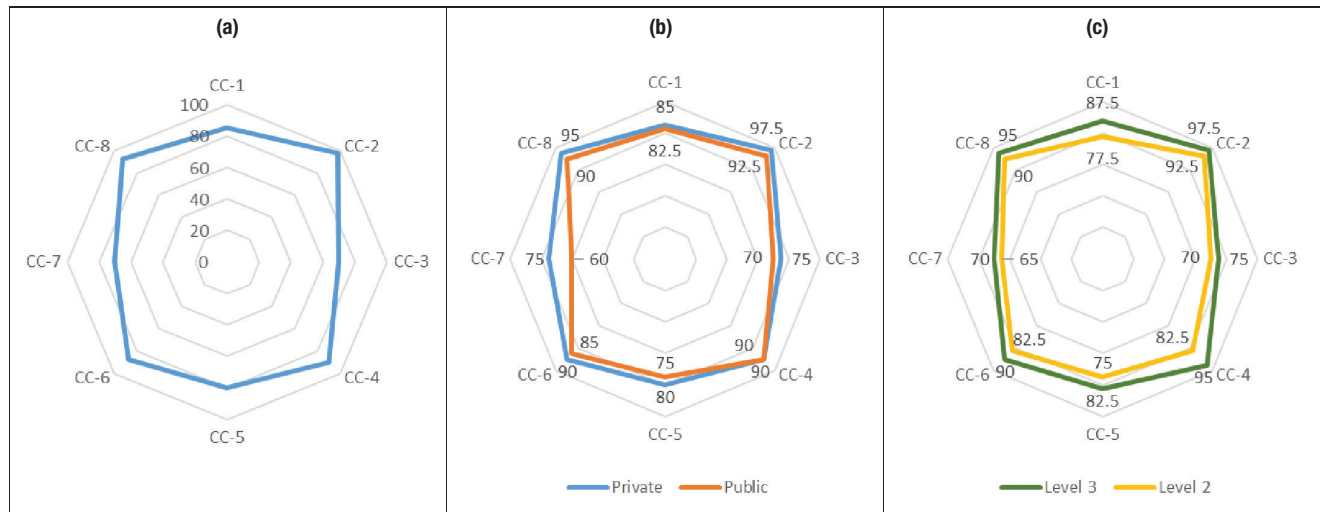 (a)
CC-1
100
80
60
40
20
0
CC-2
CC-3
CC-4
CC-5
CC-6
CC-7
CC-8
(b)
CC-1
85
82.5
CC-2
97.5
92.5
CC-3
75
70
CC-4
90
90
CC-5
80
75
CC-6
90
85
CC-7
75
60
CC-8
95
90
Private
Public
(c)
CC-1
87.5
77.5
CC-2
97.5
92.5
CC-3
75
70
CC-4
95
82.5
CC-5
82.5
75
CC-6
90
82.5
CC-7
70
65
CC-8
95
90
Level 3
Level 2